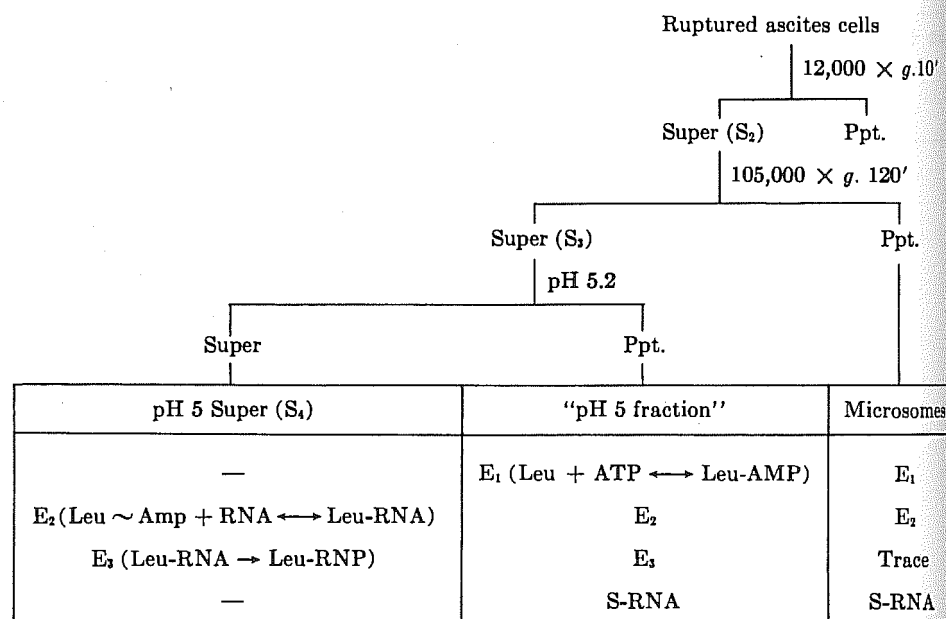 Ruptured ascites cells
12,000 × g.10′
Super (S₂) Ppt.
105,000 × g. 120′
Super (S₃) Ppt.
pH 5.2
Super Ppt.
pH 5 Super (S₄) "pH 5 fraction" Microsomes
— E₁ (Leu + ATP ⟷ Leu-AMP) E₁
E₂ (Leu ~ Amp + RNA ⟷ Leu-RNA) E₂ E₂
E₃ (Leu-RNA → Leu-RNP) E₃ Trace
— S-RNA S-RNA